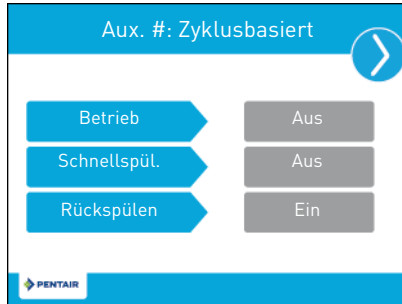 Aux. #: Zyklusbasiert
Betrieb Aus
Schnellspül. Aus
Rückspülen Ein
PENTAIR